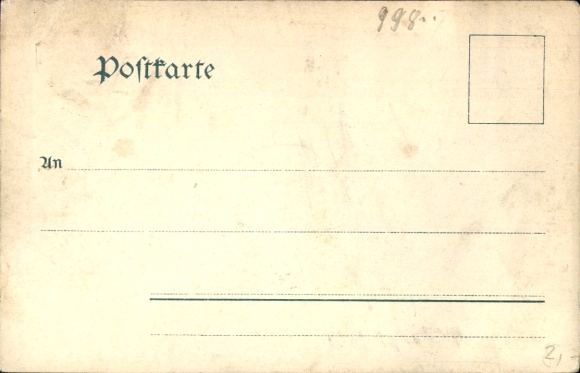 998..
Postkarte
An
2,-